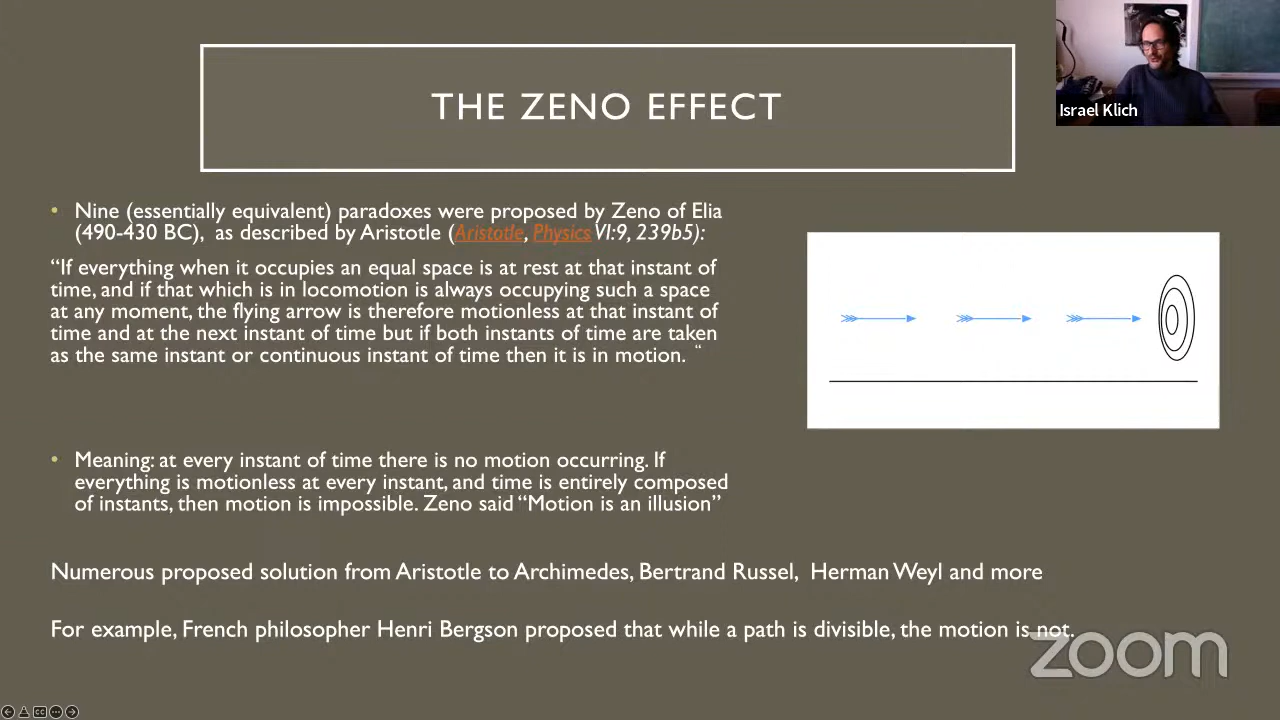 THE ZENO EFFECT
Israel Klich
• Nine (essentially equivalent) paradoxes were proposed by Zeno of Elia
(490-430 BC), as described by Aristotle (Aristotle, Physics VI:9, 239b5):
“If everything when it occupies an equal space is at rest at that instant of
time, and if that which is in locomotion is always occupying such a space
at any moment, the flying arrow is therefore motionless at that instant of
time and at the next instant of time but if both instants of time are taken
as the same instant or continuous instant of time then it is in motion. “
• Meaning: at every instant of time there is no motion occurring. If
everything is motionless at every instant, and time is entirely composed
of instants, then motion is impossible. Zeno said “Motion is an illusion”
Numerous proposed solution from Aristotle to Archimedes, Bertrand Russel, Herman Weyl and more
For example, French philosopher Henri Bergson proposed that while a path is divisible, the motion is not.
zoom